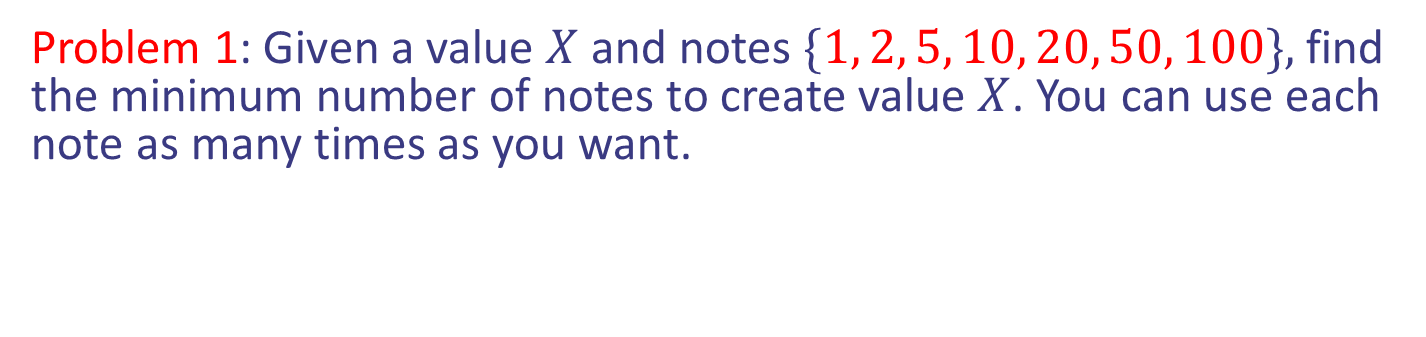 Problem 1: Given a value X and notes {1, 2, 5, 10, 20, 50, 100}, find
the minimum number of notes to create value X. You can use each
note as many times as you want.